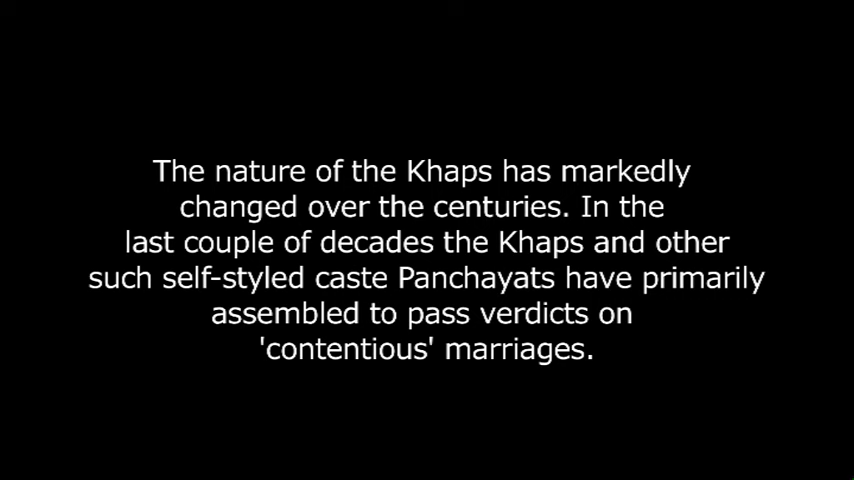 The nature of the Khaps has markedly
changed over the centuries. In the
last couple of decades the Khaps and other
such self-styled caste Panchayats have primarily
assembled to pass verdicts on
'contentious' marriages.